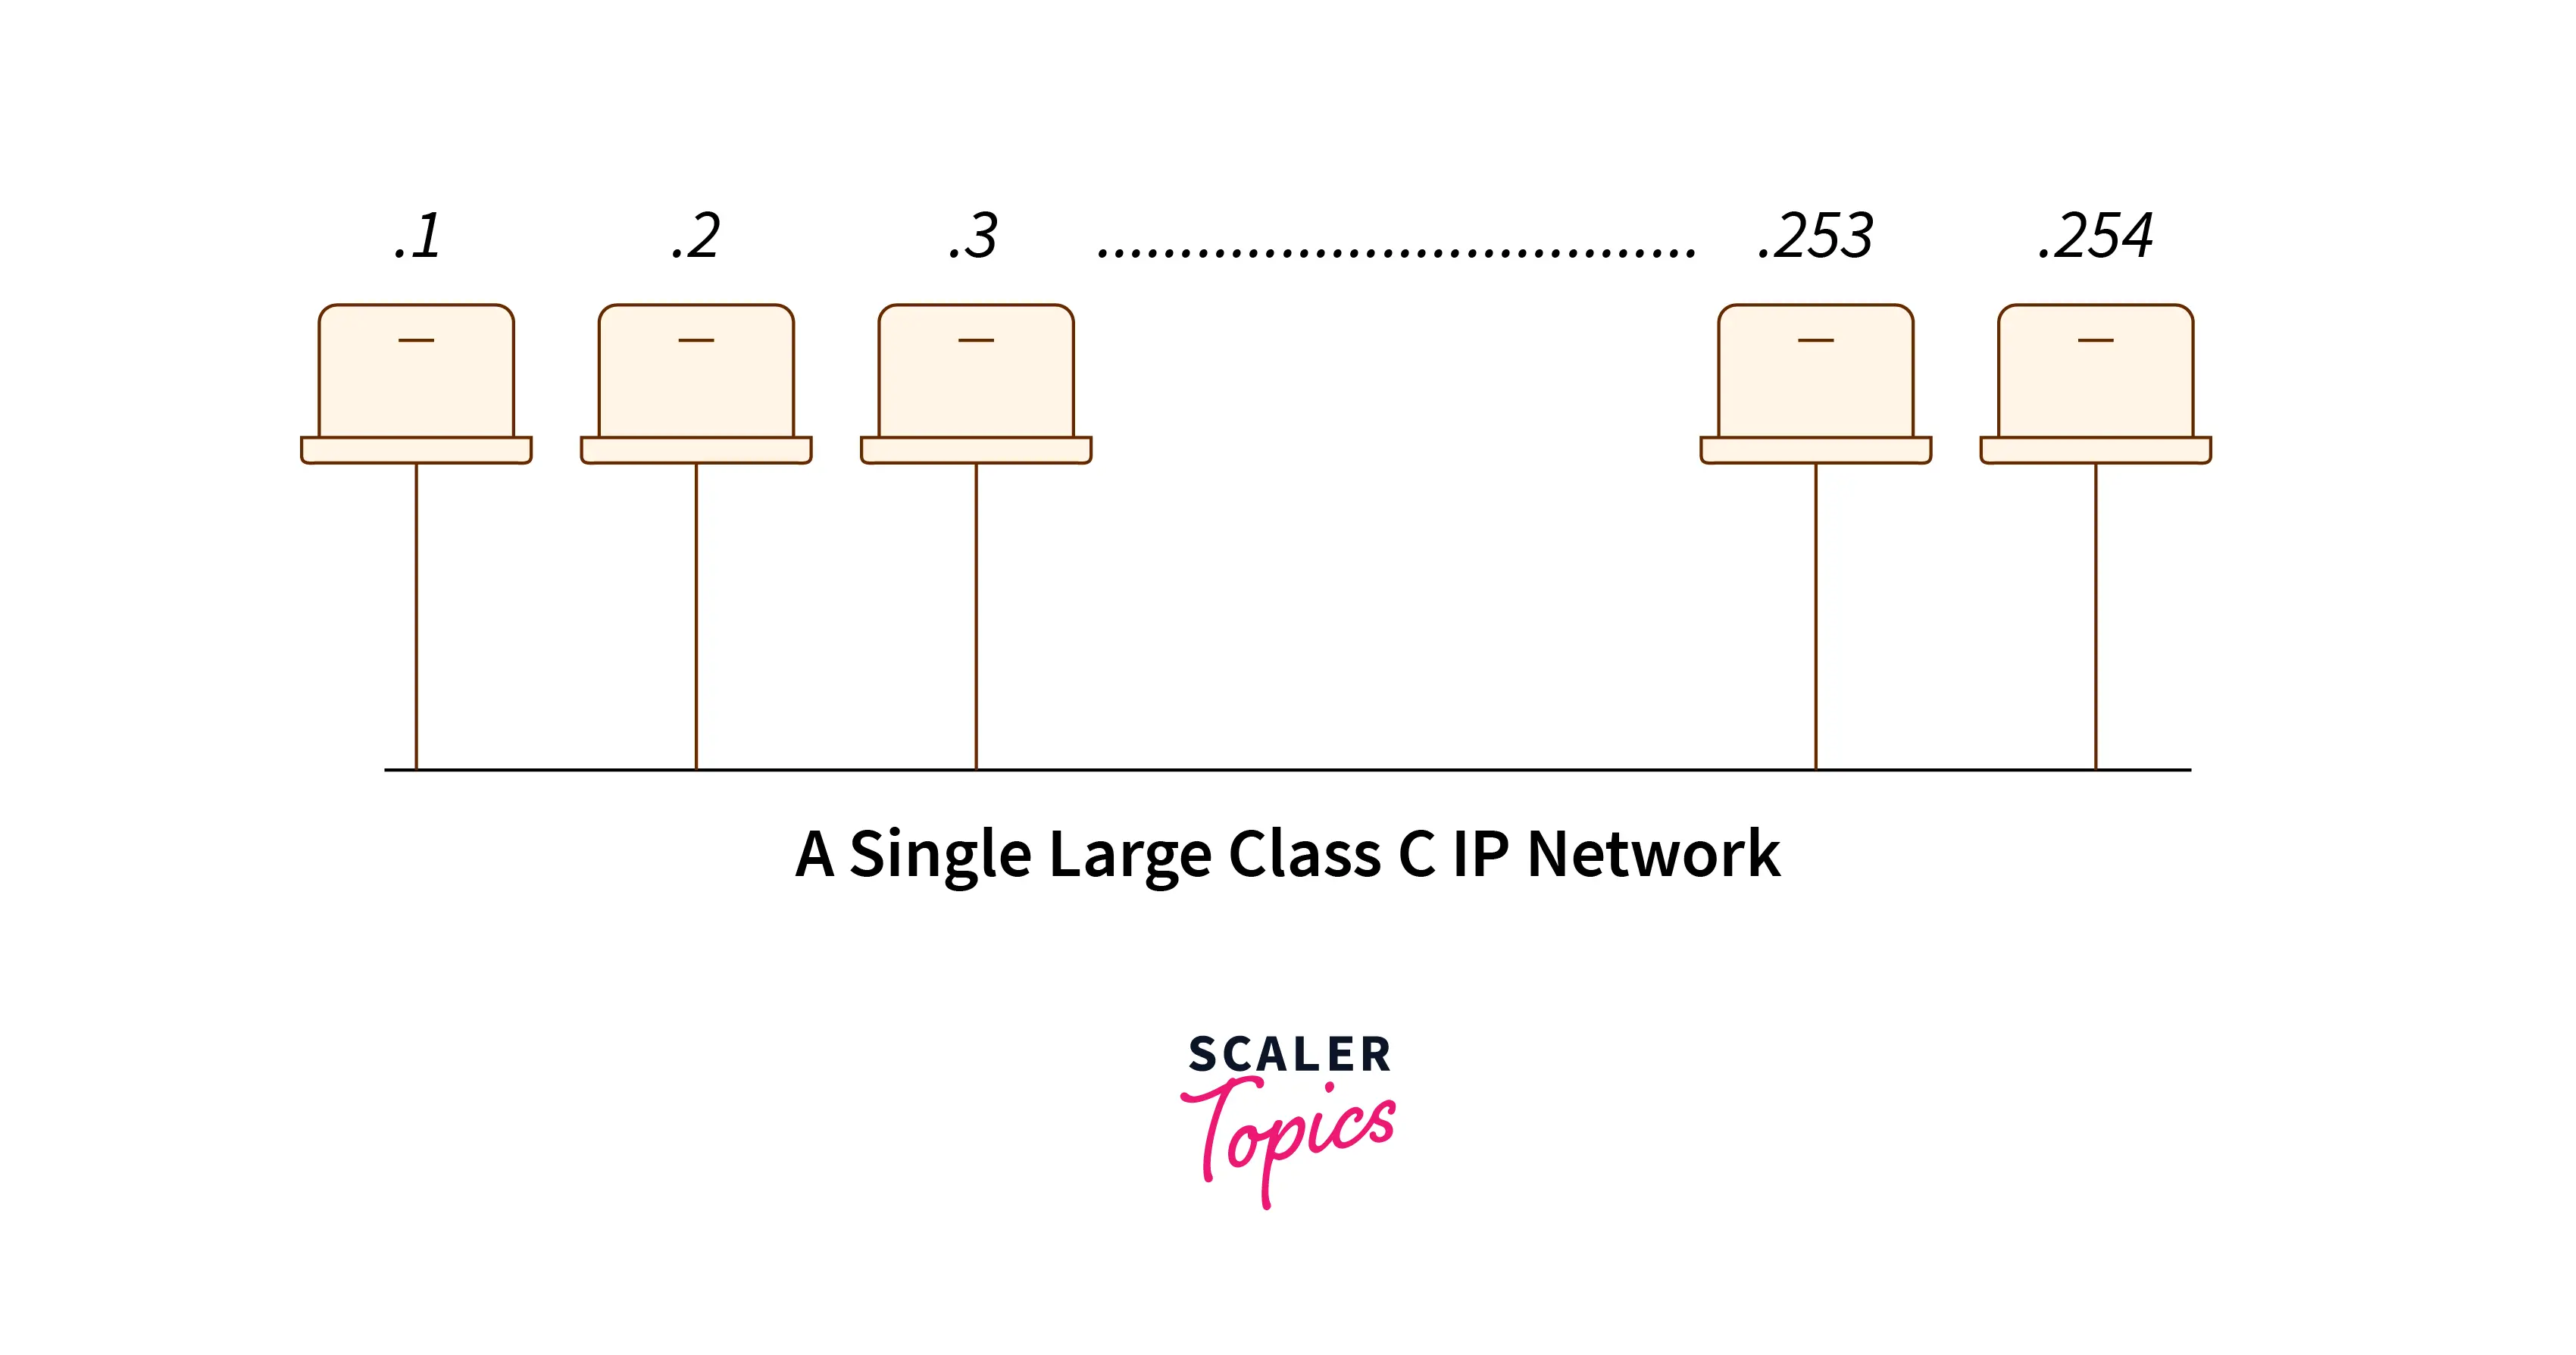 .1 .2 .3 .................................... .253 .254
A Single Large Class C IP Network
SCALER
Topics